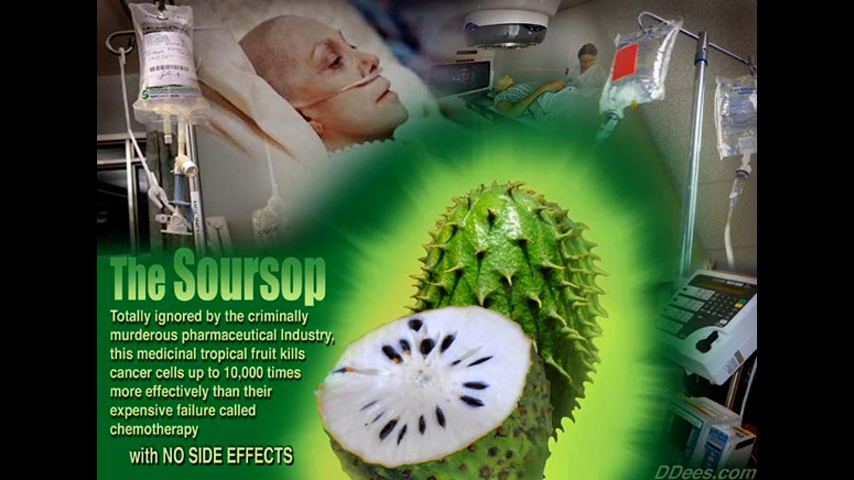 The Soursop
Totally ignored by the criminally
murderous pharmaceutical Industry,
this medicinal tropical fruit kills
cancer cells up to 10,000 times
more effectively than their
expensive failure called
chemotherapy
with NO SIDE EFFECTS
DDees.com